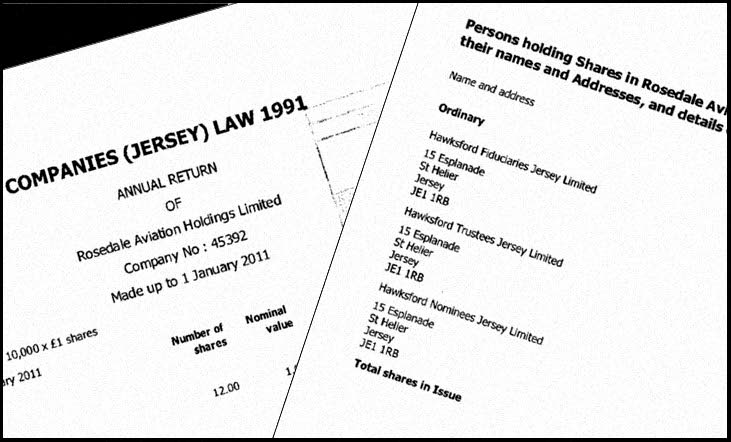 COMPANIES (JERSEY) LAW 1991
ANNUAL RETURN
OF
Rosedale Aviation Holdings Limited
Company No : 45392
Made up to 1 January 2011
Number of shares
Nominal value
10,000 x £1 shares
2011
12.00
Persons holding Shares in Rosedale
their names and Addresses, and details
Name and address
Ordinary
Hawksford Fiduciaries Jersey Limited
15 Esplanade
St Helier
Jersey
JE1 1RB
Hawksford Trustees Jersey Limited
15 Esplanade
St Helier
Jersey
JE1 1RB
Hawksford Nominees Jersey Limited
15 Esplanade
St Helier
Jersey
JE1 1RB
Total shares in Issue